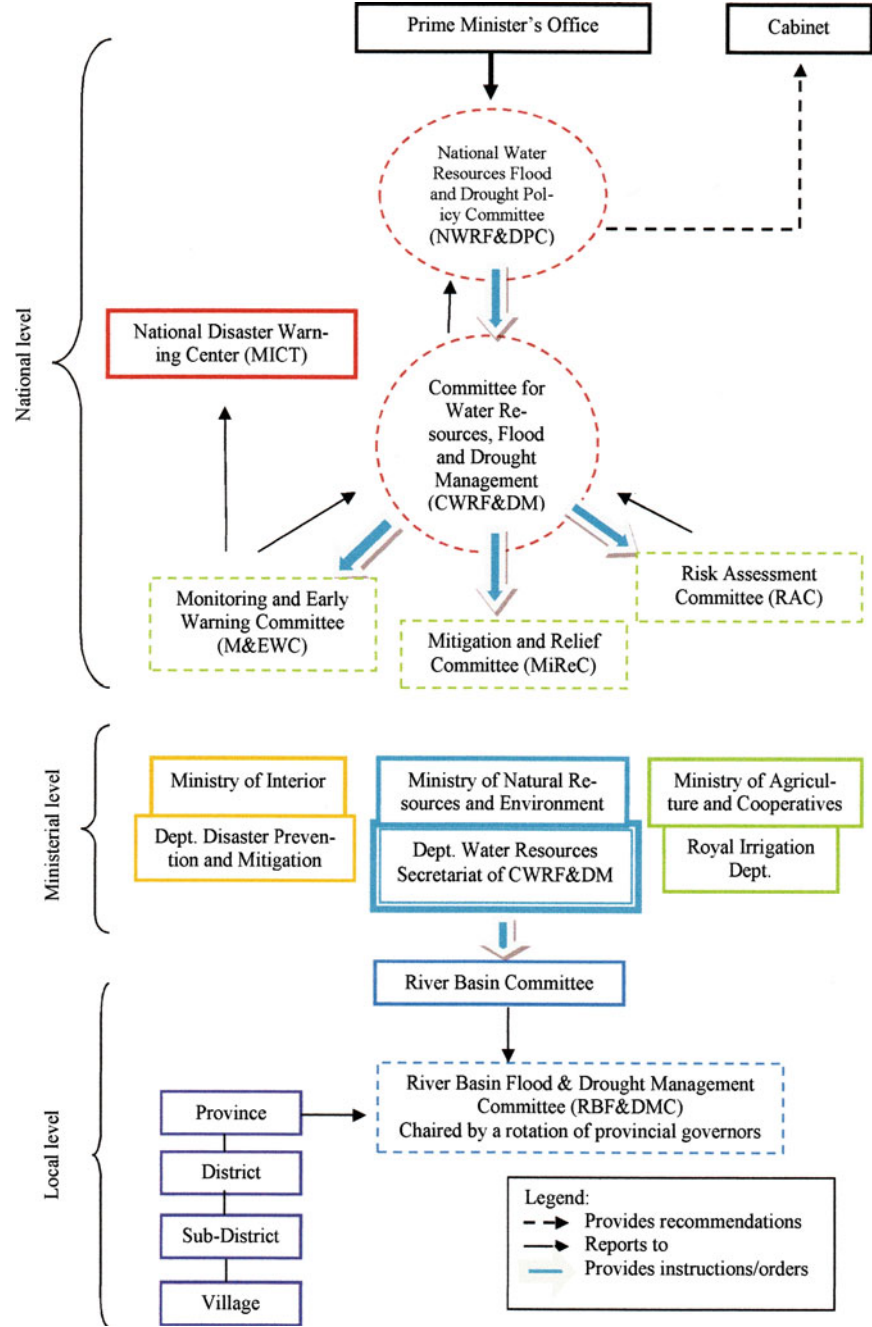 Prime Minister's Office
Cabinet
National Water
Resources Flood
and Drought Pol-
icy Committee
(NWRF&DPC)
National level
National Disaster Warn-
ing Center (MICT)
Committee for
Water Re-
sources, Flood
and Drought
Management
(CWRF&DM)
Monitoring and Early
Warning Committee
(M&EWC)
Mitigation and Relief
Committee (MiReC)
Risk Assessment
Committee (RAC)
Ministerial level
Ministry of Interior
Dept. Disaster Preven-
tion and Mitigation
Ministry of Natural Re-
sources and Environment
Dept. Water Resources
Secretariat of CWRF&DM
Ministry of Agricul-
ture and Cooperatives
Royal Irrigation
Dept.
Local level
River Basin Committee
River Basin Flood & Drought Management
Committee (RBF&DMC)
Chaired by a rotation of provincial governors
Province
District
Sub-District
Village
Legend:
Provides recommendations
Reports to
Provides instructions/orders